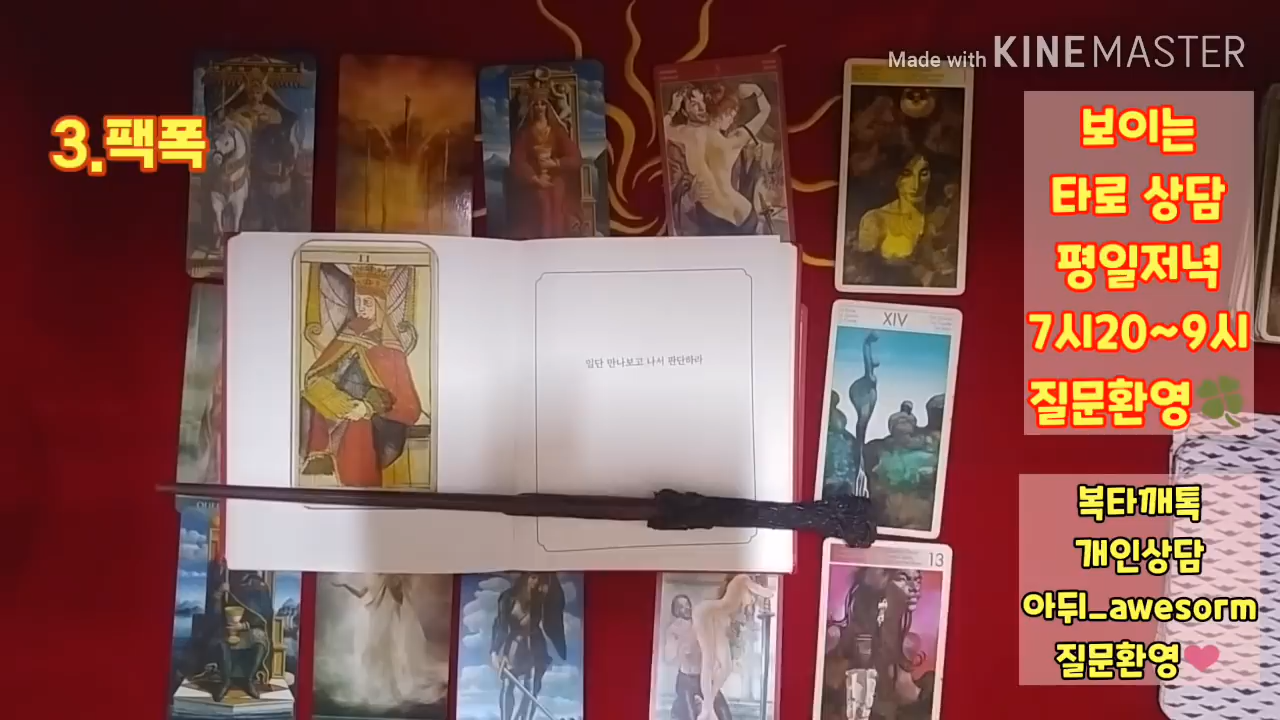 Made with KINEMASTER
3.팩폭
보이는
타로 상담
평일저녁
7시20~9시
질문환영🍀
II
일단 만나보고 나서 판단하라
XIV
13
복타깨톡
개인상담
아뒤_awesorm
질문환영❤